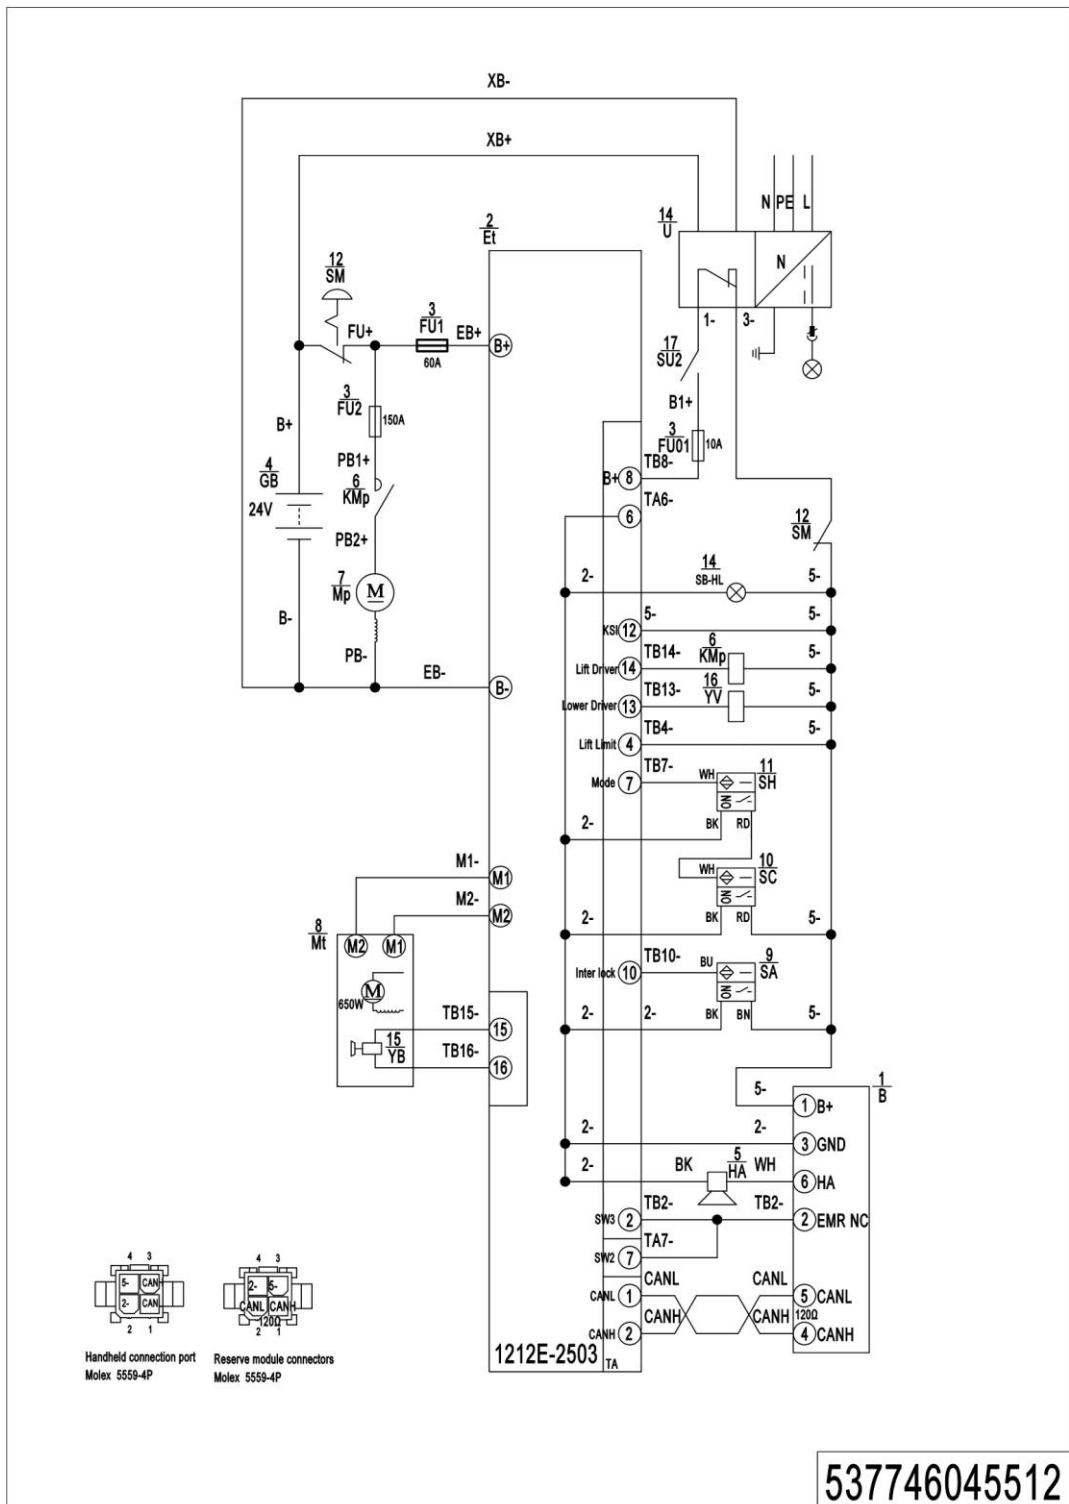 XB-
XB+
N PE L
14
U
2
Et
N
12
SM
FU+
3
FU1
EB+
B+
60A
1-
3-
17
SU2
B1+
3
FU2
150A
3
FU01
10A
B+
PB1+
4
GB
24V
6
KMp
TB8-
B+ 8
TA6-
6
12
SM
PB2+
7
Mp
M
2-
14
SB-HL
5-
B-
5-
5-
KSI 12
PB-
EB-
B-
TB14-
6
KMp
5-
Lift Driver 14
TB13-
16
YV
5-
Lower Driver 13
TB4-
5-
Lift Limit 4
TB7-
WH
11
SH
Mode 7
NO
2-
BK RD
M1-
M1
WH
10
SC
NO
M2-
M2
2-
BK RD
5-
8
Mt
M2 M1
TB10-
BU
9
SA
Inter lock 10
NO
M
650W
TB15-
15
2-
2-
BK BN
5-
15
YB
TB16-
16
5-
1
B
1 B+
2-
2-
3 GND
2-
BK
5
HA
WH
6 HA
TB2-
TB2-
SW3 2
2 EMR NC
TA7-
SW2 7
CANL
CANL
CANL 1
5 CANL
CANH
CANH
120Ω
CANH 2
4 CANH
1212E-2503
TA
4 3
5- CAN
2- CAN
2 1
4 3
2- 5-
CANL CANH
120Ω
2 1
Handheld connection port
Molex 5559-4P
Reserve module connectors
Molex 5559-4P
537746045512